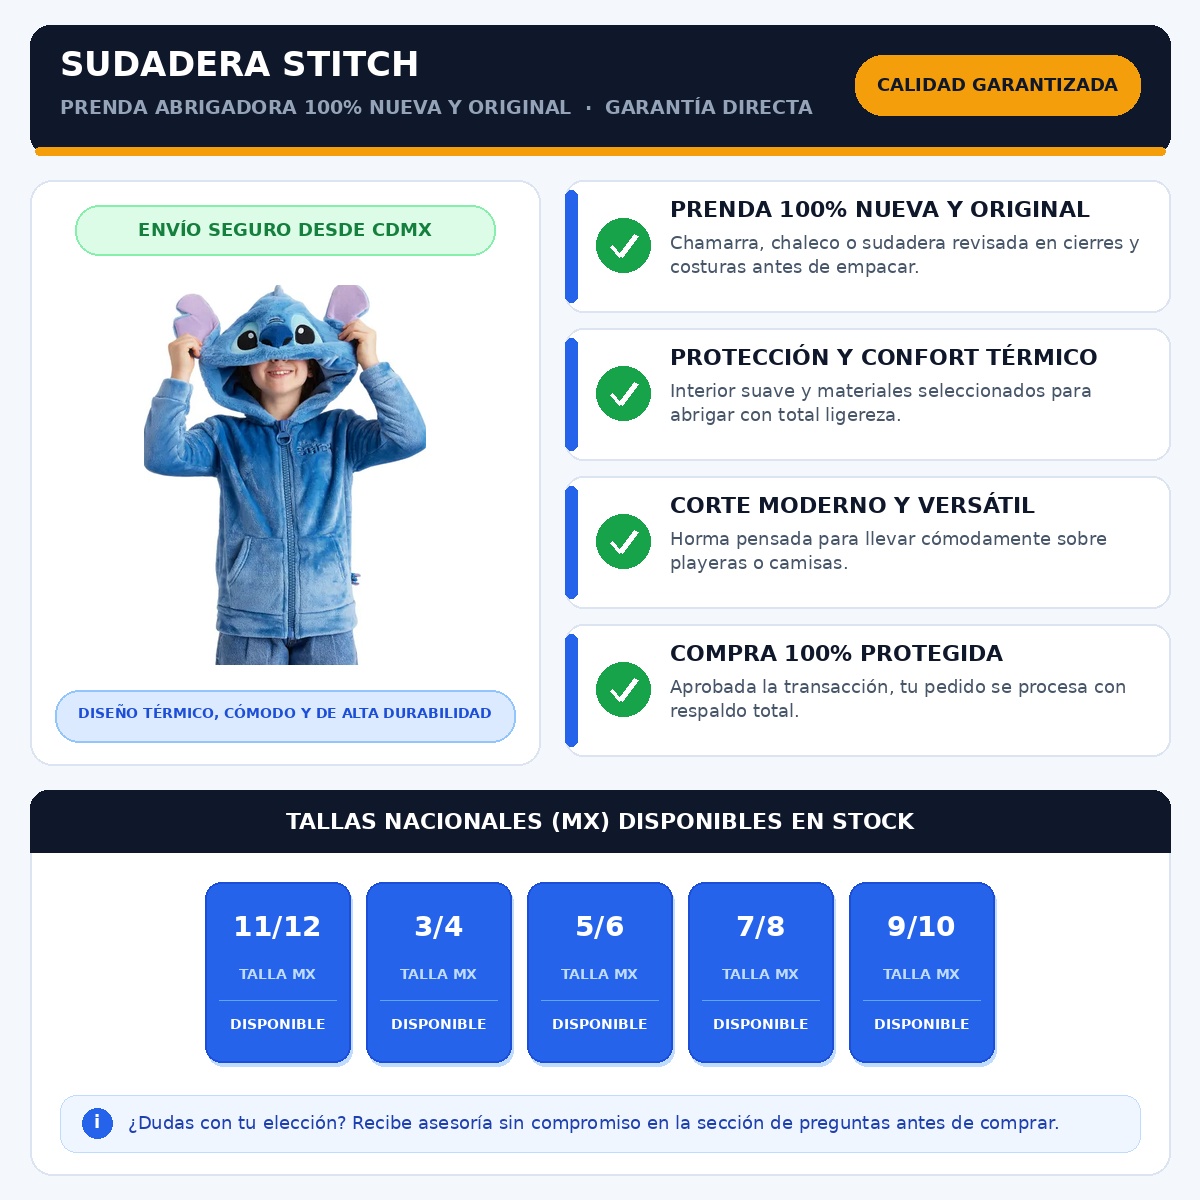 SUDADERA STITCH
PRENDA ABRIGADORA 100% NUEVA Y ORIGINAL · GARANTÍA DIRECTA
CALIDAD GARANTIZADA
ENVÍO SEGURO DESDE CDMX
DISEÑO TÉRMICO, CÓMODO Y DE ALTA DURABILIDAD
PRENDA 100% NUEVA Y ORIGINAL
Chamarra, chaleco o sudadera revisada en cierres y
costuras antes de empacar.
PROTECCIÓN Y CONFORT TÉRMICO
Interior suave y materiales seleccionados para
abrigar con total ligereza.
CORTE MODERNO Y VERSÁTIL
Horma pensada para llevar cómodamente sobre
playeras o camisas.
COMPRA 100% PROTEGIDA
Aprobada la transacción, tu pedido se procesa con
respaldo total.
TALLAS NACIONALES (MX) DISPONIBLES EN STOCK
11/12
TALLA MX
DISPONIBLE
3/4
TALLA MX
DISPONIBLE
5/6
TALLA MX
DISPONIBLE
7/8
TALLA MX
DISPONIBLE
9/10
TALLA MX
DISPONIBLE
i
¿Dudas con tu elección? Recibe asesoría sin compromiso en la sección de preguntas antes de comprar.